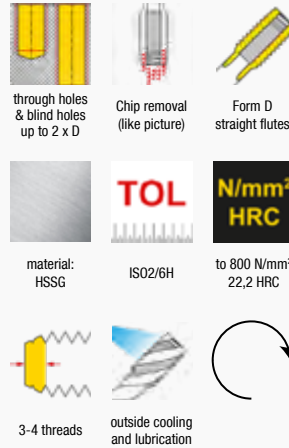 through holes
& blind holes
up to 2 x D
Chip removal
(like picture)
Form D
straight flutes
TOL
N/mm²
HRC
material:
HSSG
ISO2/6H
to 800 N/mm²
22,2 HRC
3-4 threads
outside cooling
and lubrication